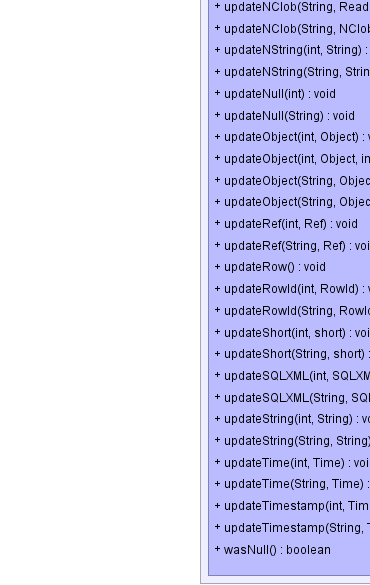 + updateNClob(String, Read
+ updateNClob(String, NClob
+ updateNString(int, String) :
+ updateNString(String, Strin
+ updateNull(int) : void
+ updateNull(String) : void
+ updateObject(int, Object) : v
+ updateObject(int, Object, in
+ updateObject(String, Objec
+ updateObject(String, Objec
+ updateRef(int, Ref) : void
+ updateRef(String, Ref) : voi
+ updateRow() : void
+ updateRowId(int, RowId) : v
+ updateRowId(String, RowId
+ updateShort(int, short) : voi
+ updateShort(String, short) :
+ updateSQLXML(int, SQLXM
+ updateSQLXML(String, SQL
+ updateString(int, String) : vo
+ updateString(String, String)
+ updateTime(int, Time) : voi
+ updateTime(String, Time) :
+ updateTimestamp(int, Tim
+ updateTimestamp(String, T
+ wasNull() : boolean